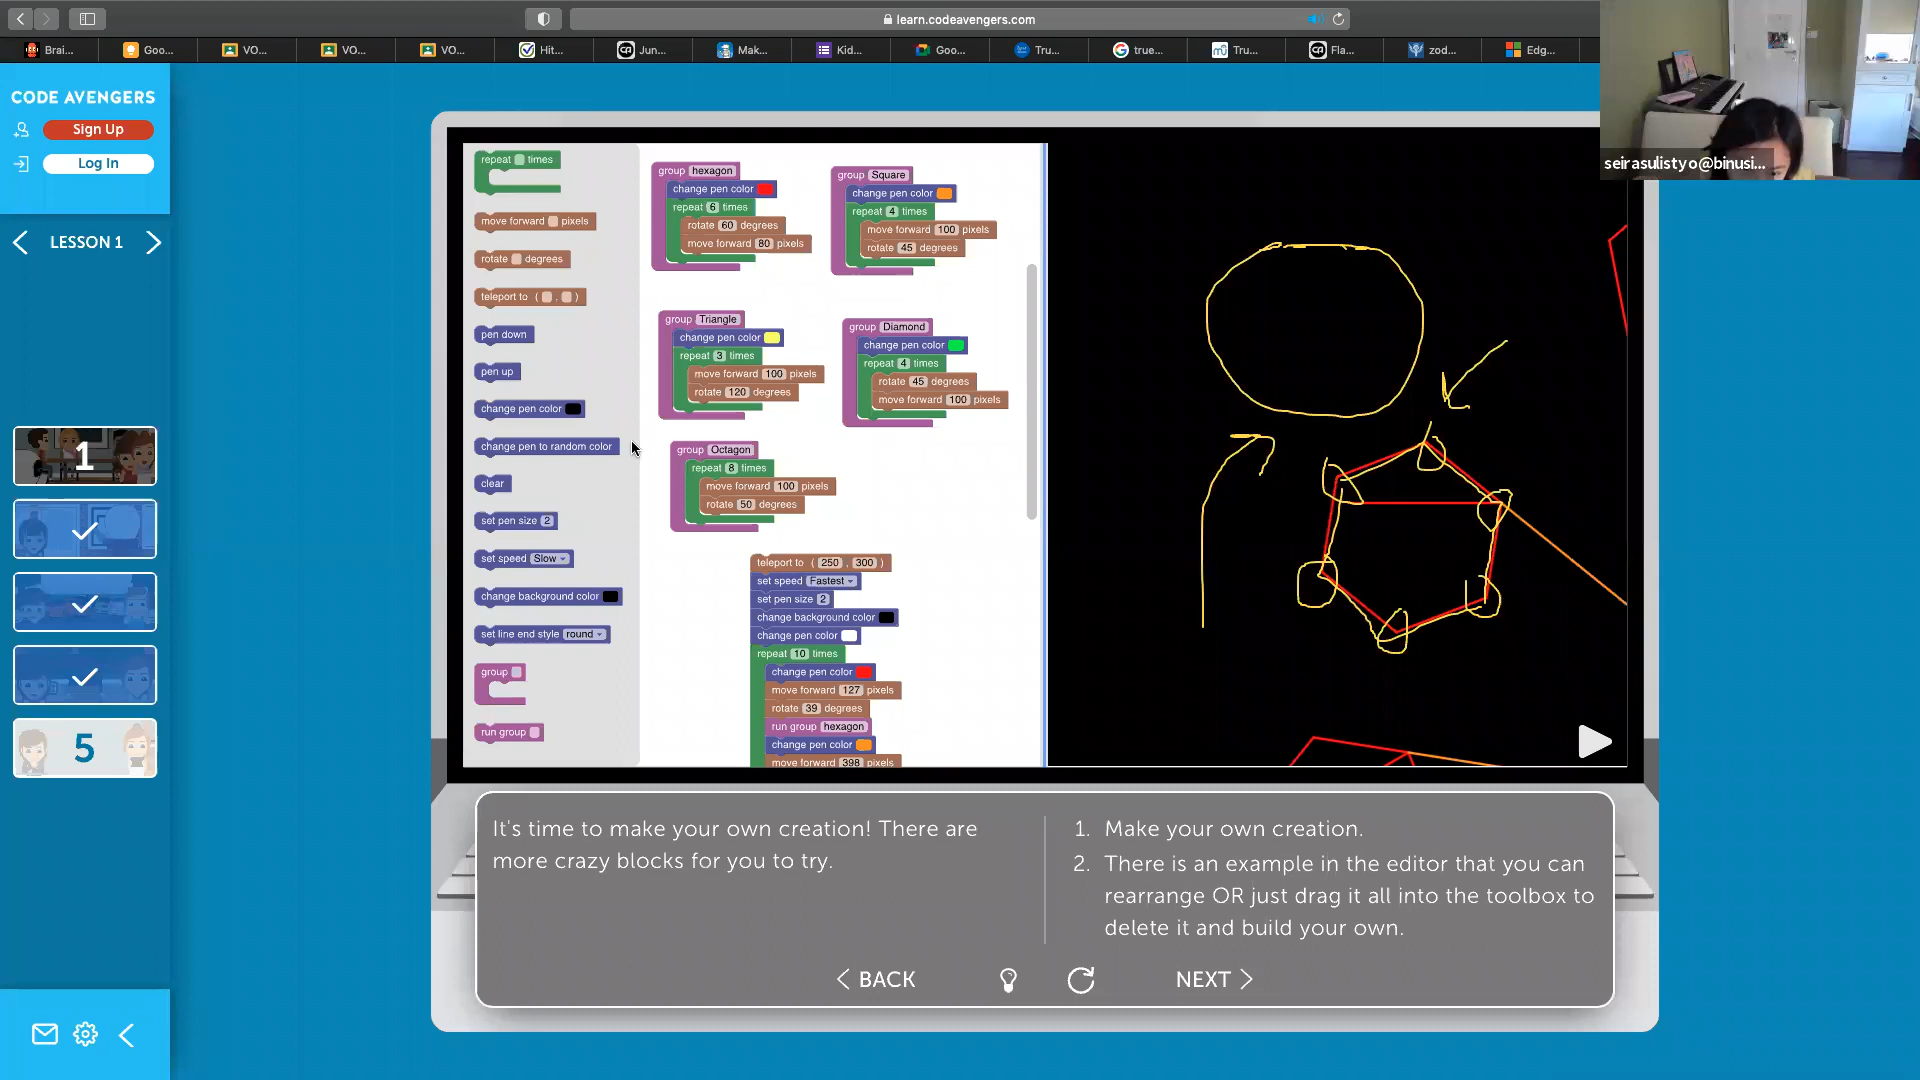 learn.codeavengers.com
Brai...
Goo...
VO...
VO...
VO...
Hit...
Jun...
Mak...
Kid...
Goo...
Tru...
true...
Tru...
Fla...
zod...
Edg...
seirasulistyo@binusi...
CODE AVENGERS
Sign Up
Log In
LESSON 1
1
5
repeat times
move forward pixels
rotate degrees
teleport to ( , )
pen down
pen up
change pen color
change pen to random color
clear
set pen size 2
set speed Slow
change background color
set line end style round
group
run group
group hexagon
change pen color
repeat 6 times
rotate 60 degrees
move forward 80 pixels
group Square
change pen color
repeat 4 times
move forward 100 pixels
rotate 45 degrees
group Triangle
change pen color
repeat 3 times
move forward 100 pixels
rotate 120 degrees
group Diamond
change pen color
repeat 4 times
rotate 45 degrees
move forward 100 pixels
group Octagon
repeat 8 times
move forward 100 pixels
rotate 50 degrees
teleport to ( 250 , 300 )
set speed Fastest
set pen size 2
change background color
change pen color
repeat 10 times
change pen color
move forward 127 pixels
rotate 39 degrees
run group hexagon
change pen color
move forward 398 pixels
It's time to make your own creation! There are
more crazy blocks for you to try.
1. Make your own creation.
2. There is an example in the editor that you can
rearrange OR just drag it all into the toolbox to
delete it and build your own.
BACK
NEXT